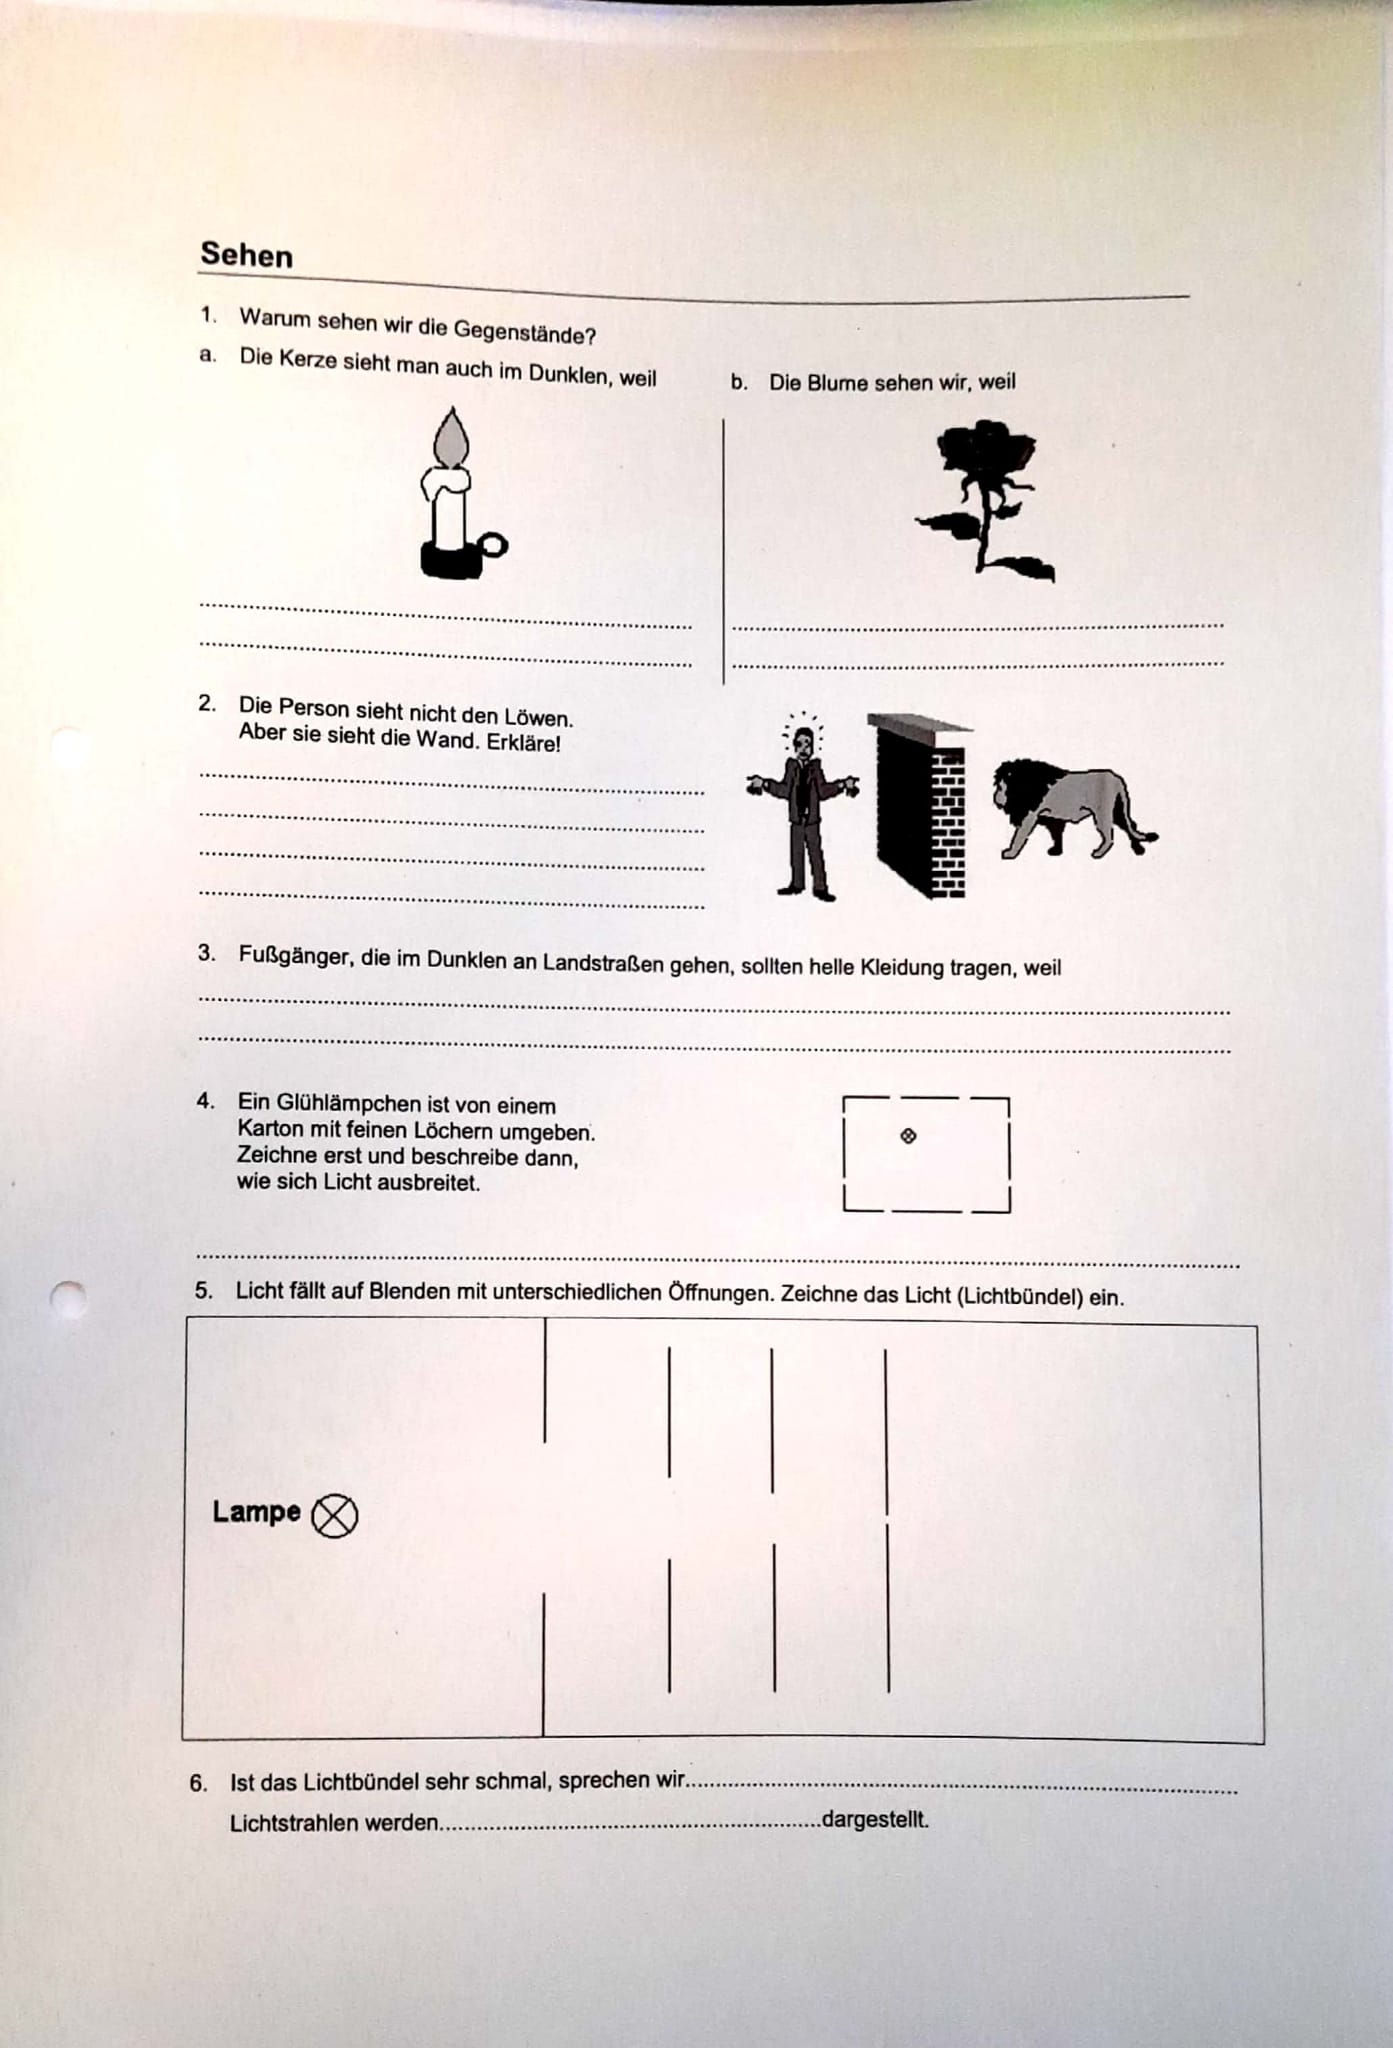 Sehen
1. Warum sehen wir die Gegenstände?
a. Die Kerze sieht man auch im Dunklen, weil
b. Die Blume sehen wir, weil
2. Die Person sieht nicht den Löwen.
Aber sie sieht die Wand. Erkläre!
3. Fußgänger, die im Dunklen an Landstraßen gehen, sollten helle Kleidung tragen, weil
4. Ein Glühlämpchen ist von einem
Karton mit feinen Löchern umgeben.
Zeichne erst und beschreibe dann,
wie sich Licht ausbreitet.
5. Licht fällt auf Blenden mit unterschiedlichen Öffnungen. Zeichne das Licht (Lichtbündel) ein.
Lampe
6. Ist das Lichtbündel sehr schmal, sprechen wir....................
Lichtstrahlen werden....................dargestellt.